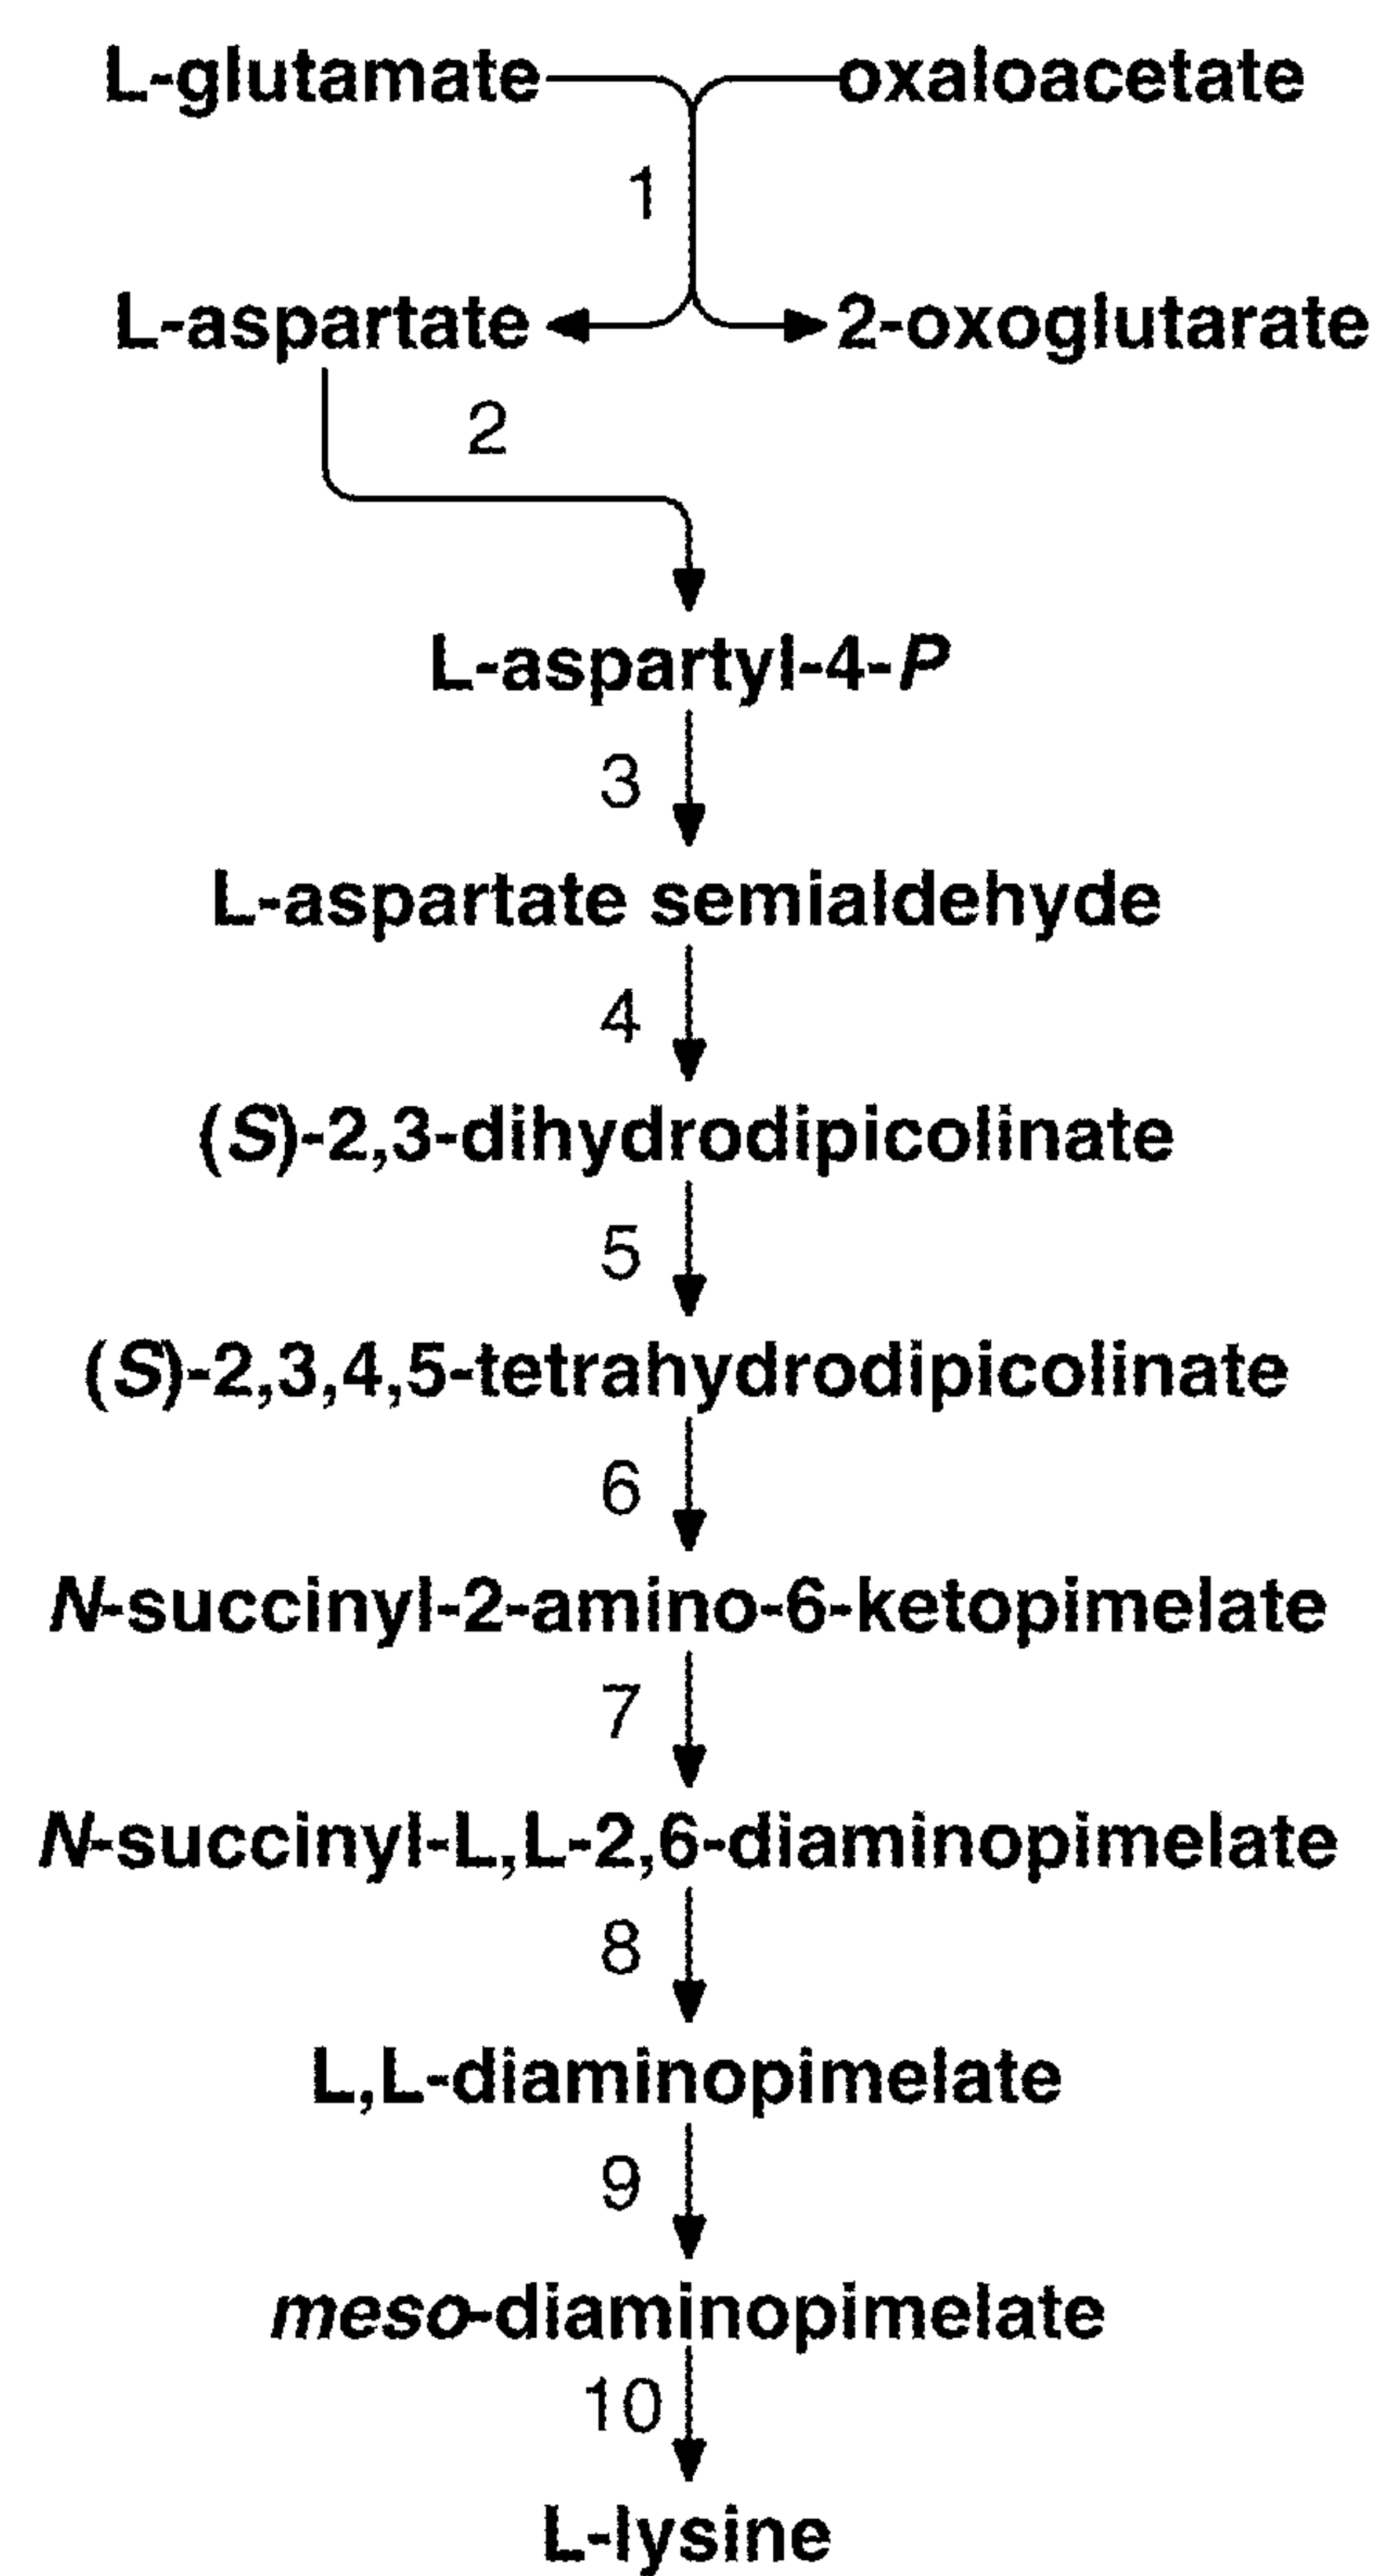 L-glutamate oxaloacetate
1
L-aspartate 2-oxoglutarate
2
L-aspartyl-4-P
3
L-aspartate semialdehyde
4
(S)-2,3-dihydrodipicolinate
5
(S)-2,3,4,5-tetrahydrodipicolinate
6
N-succinyl-2-amino-6-ketopimelate
7
N-succinyl-L,L-2,6-diaminopimelate
8
L,L-diaminopimelate
9
meso-diaminopimelate
10
L-lysine